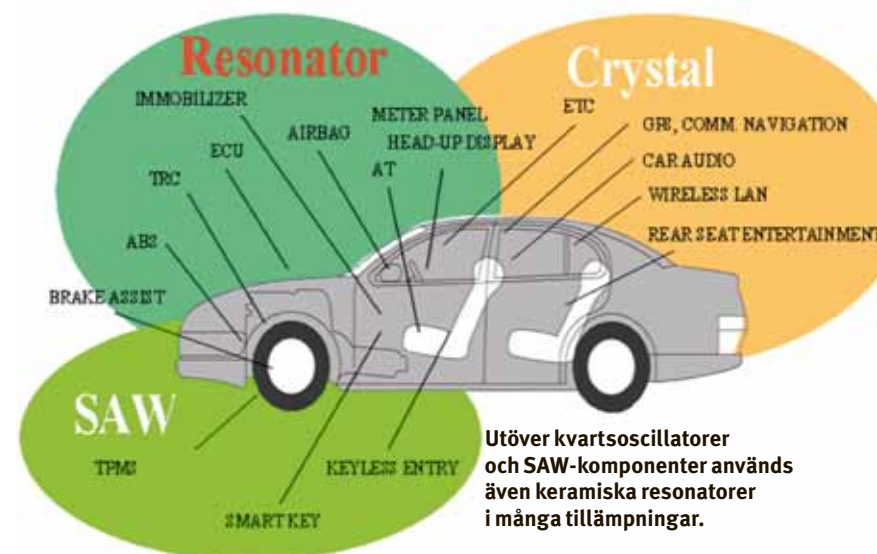 Resonator
Crystal
IMMOBILIZER
METER PANEL
ETC
AIRBAG
HEAD-UP DISPLAY
GPS, COMM. NAVIGATION
ECU
AT
CAR AUDIO
TRC
WIRELESS LAN
ABS
REAR SEAT ENTERTAINMENT
BRAKE ASSIST
SAW
TPMS
KEYLESS ENTRY
SMART KEY
Utöver kvartsoscillatorer
och SAW-komponenter används
även keramiska resonatorer
i många tillämpningar.